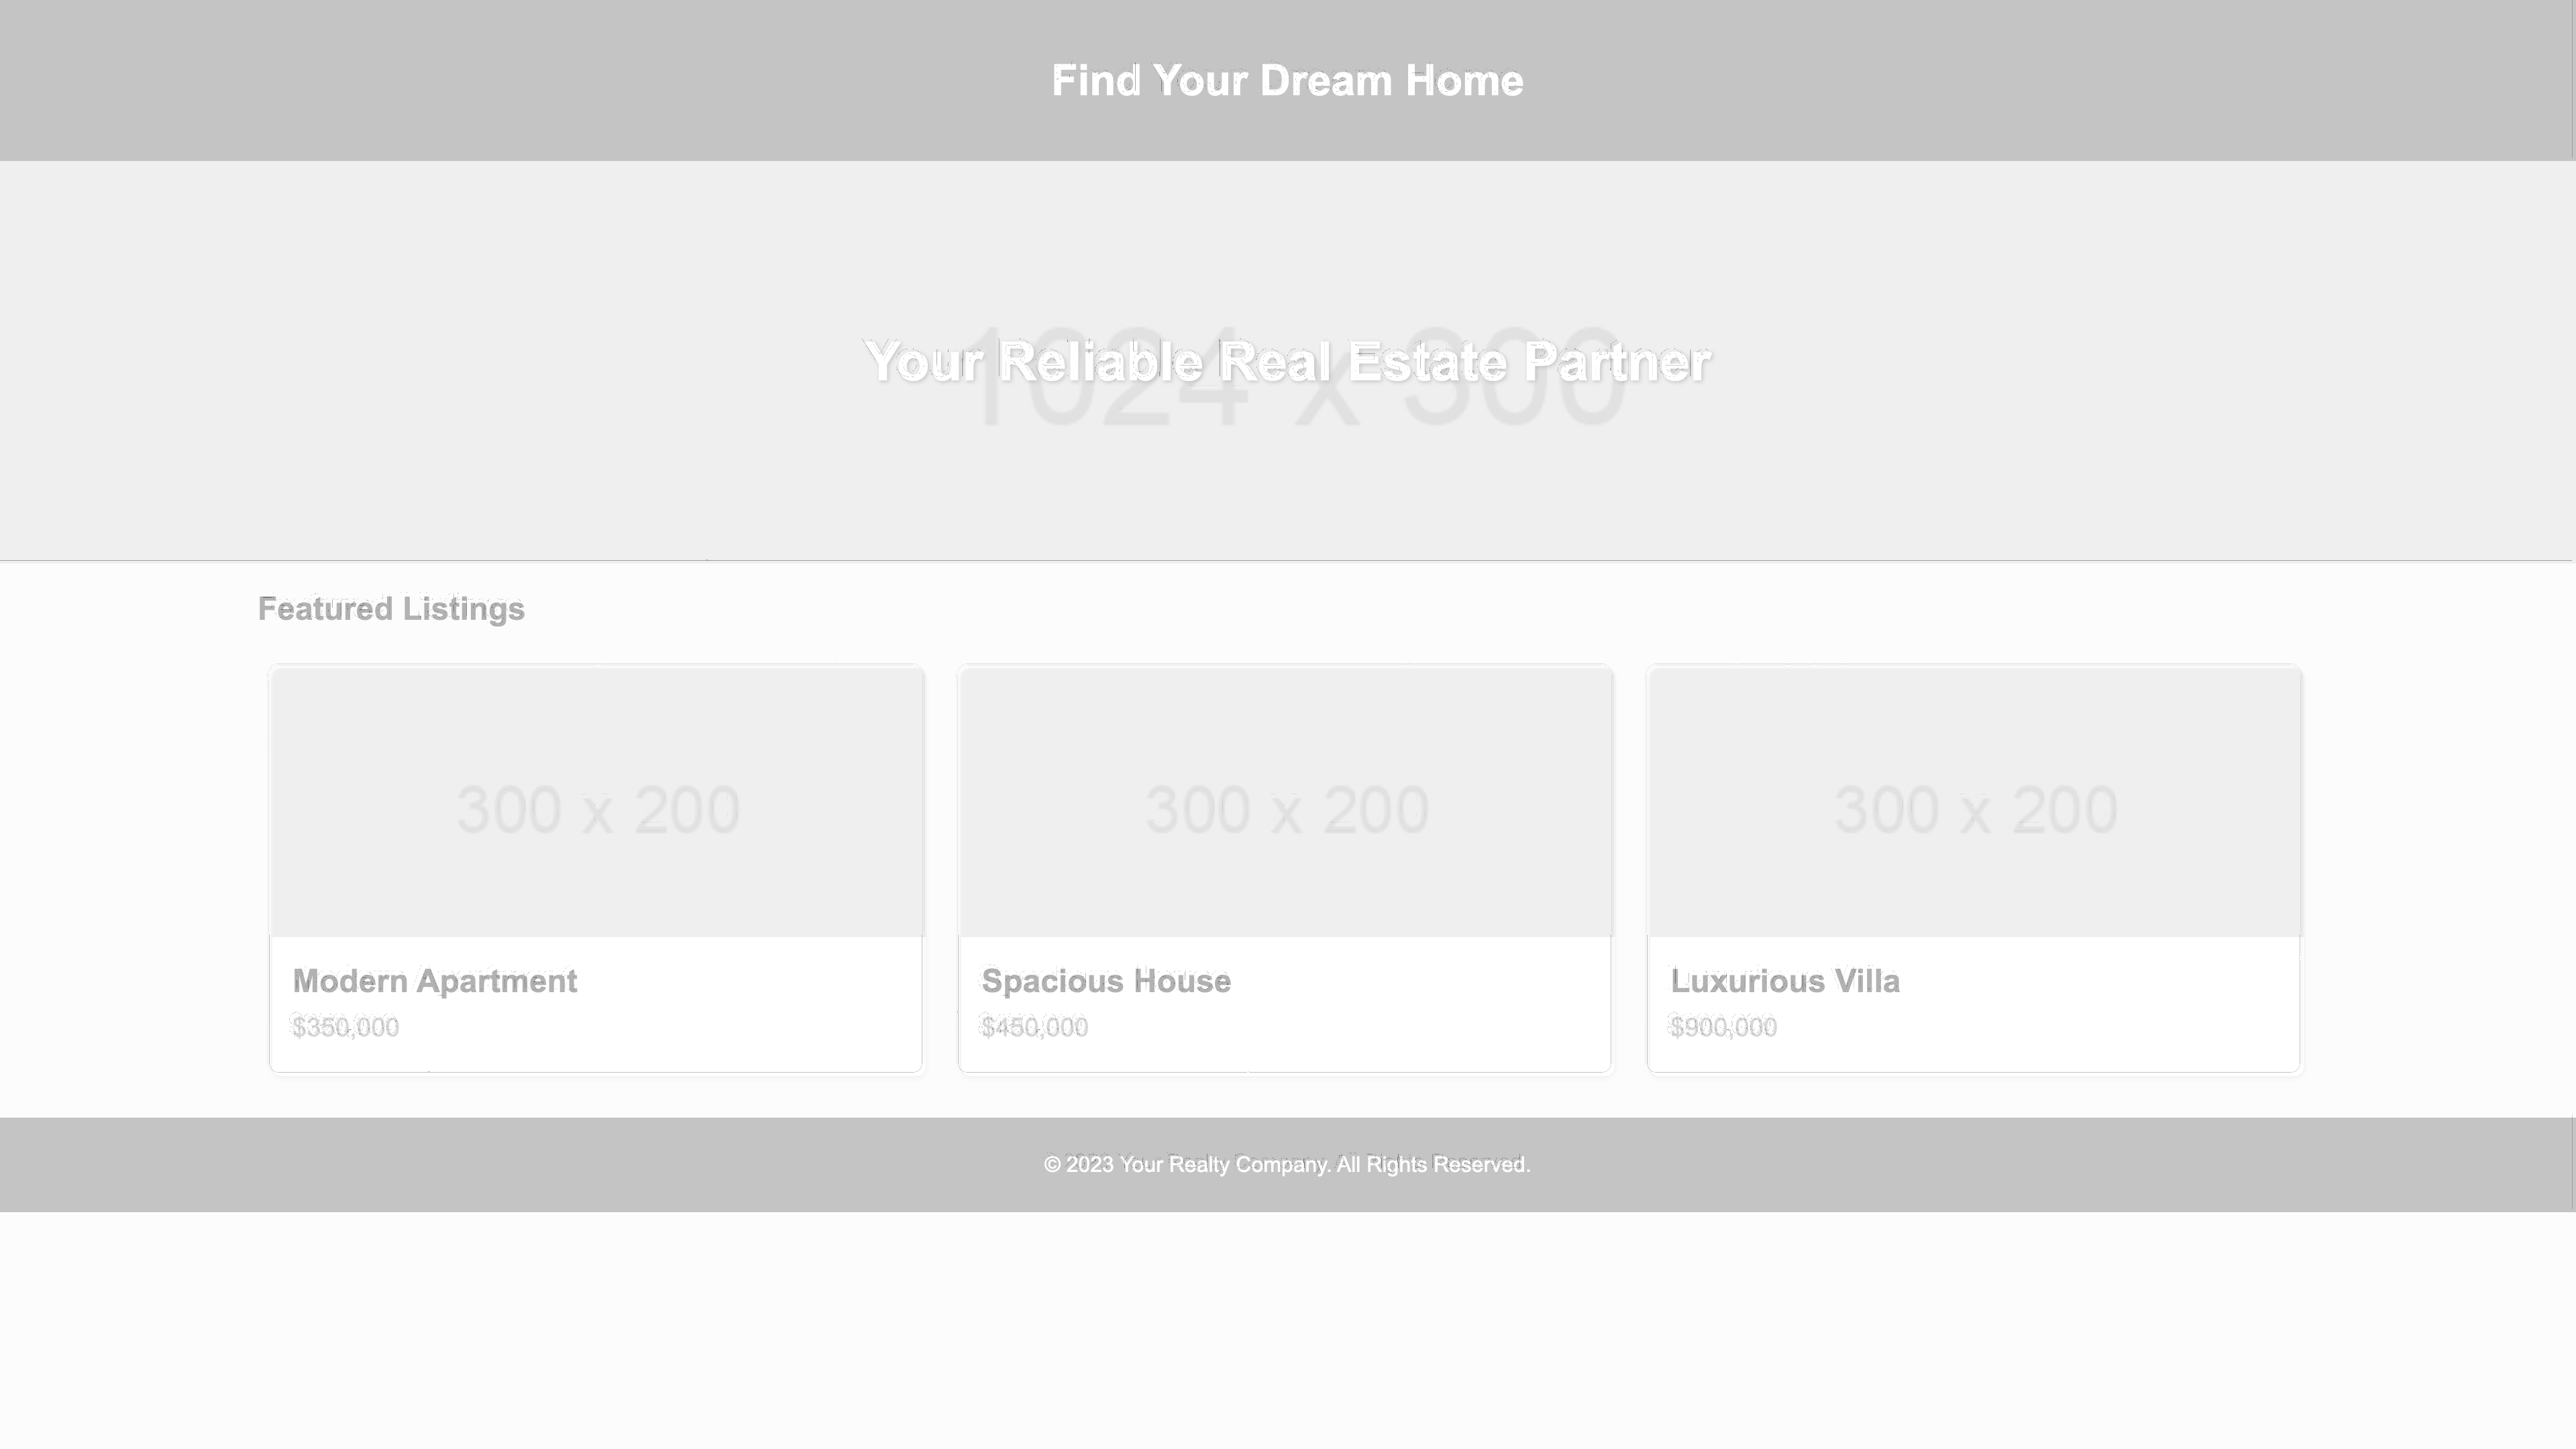 Find Your Dream Home
1024 x 300
Your Reliable Real Estate Partner
Featured Listings
300 x 200
300 x 200
300 x 200
Modern Apartment
Spacious House
Luxurious Villa
$350,000
$450,000
$900,000
© 2023 Your Realty Company. All Rights Reserved.